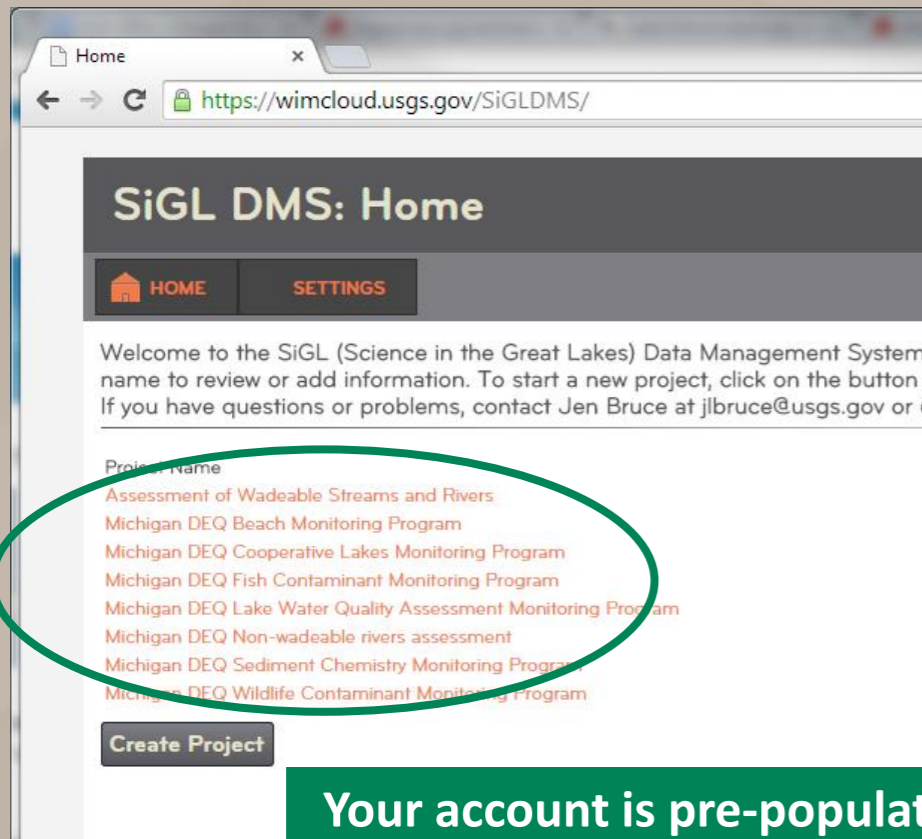 Home ×
https://wimcloud.usgs.gov/SiGLDMS/
SiGL DMS: Home
HOME SETTINGS
Welcome to the SiGL (Science in the Great Lakes) Data Management System
name to review or add information. To start a new project, click on the button
If you have questions or problems, contact Jen Bruce at jlbruce@usgs.gov or
Project Name
Assessment of Wadeable Streams and Rivers
Michigan DEQ Beach Monitoring Program
Michigan DEQ Cooperative Lakes Monitoring Program
Michigan DEQ Fish Contaminant Monitoring Program
Michigan DEQ Lake Water Quality Assessment Monitoring Program
Michigan DEQ Non-wadeable rivers assessment
Michigan DEQ Sediment Chemistry Monitoring Program
Michigan DEQ Wildlife Contaminant Monitoring Program
Create Project
Your account is pre-populat